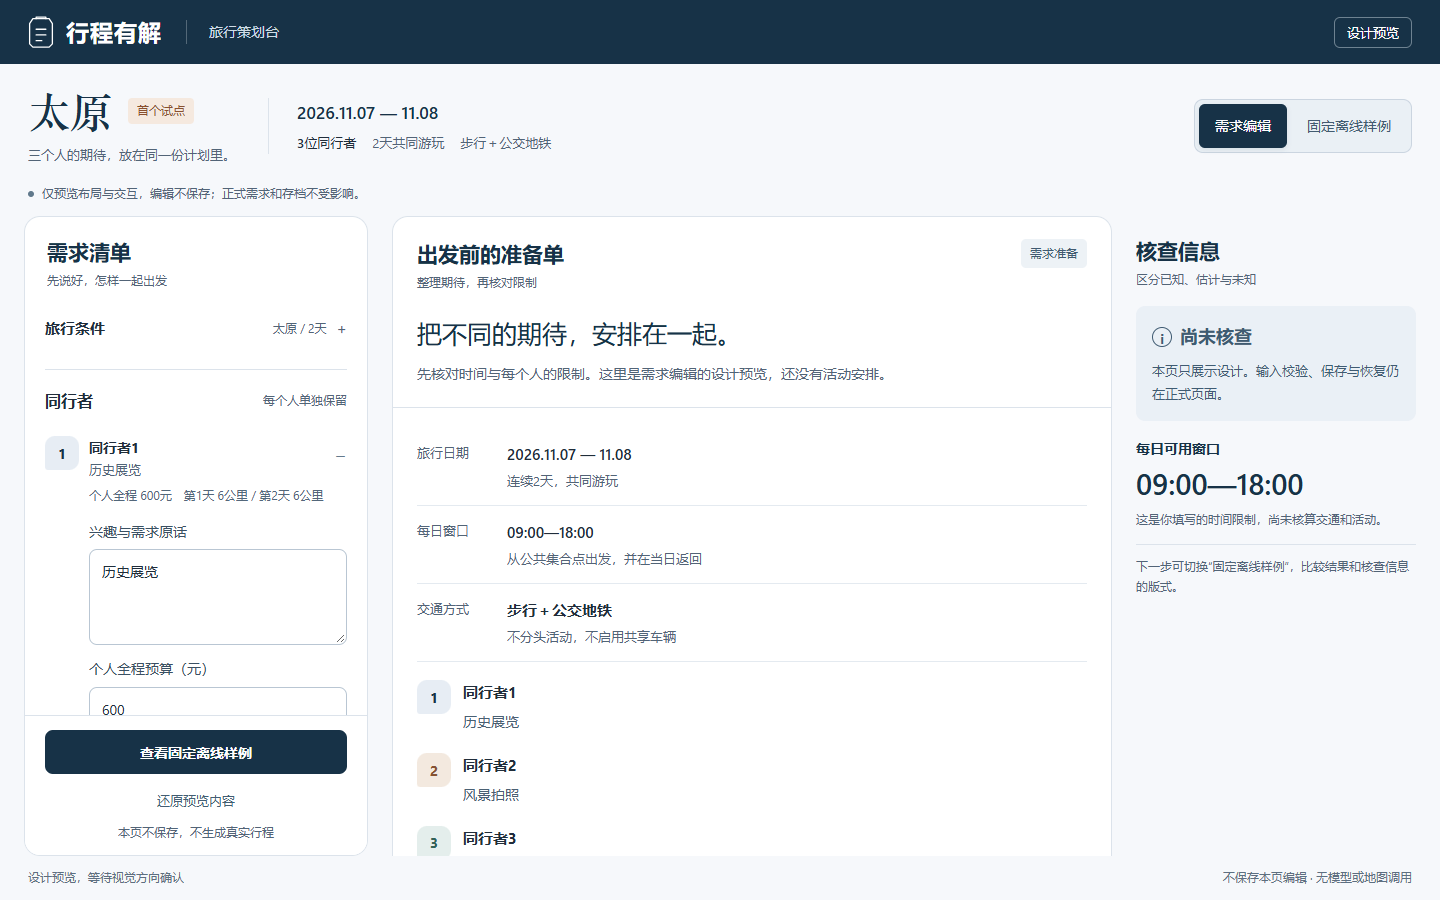 行程有解
旅行策划台
设计预览
太原
首个试点
三个人的期待，放在同一份计划里。
2026.11.07 — 11.08
3位同行者 2天共同游玩 步行 + 公交地铁
需求编辑
固定离线样例
仅预览布局与交互，编辑不保存；正式需求和存档不受影响。
需求清单
先说好，怎样一起出发
旅行条件
太原 / 2天 +
同行者
每个人单独保留
1
同行者1
历史展览
个人全程 600元 第1天 6公里 / 第2天 6公里
–
兴趣与需求原话
历史展览
个人全程预算（元）
600
查看固定离线样例
还原预览内容
本页不保存，不生成真实行程
出发前的准备单
整理期待，再核对限制
需求准备
把不同的期待，安排在一起。
先核对时间与每个人的限制。这里是需求编辑的设计预览，还没有活动安排。
旅行日期
2026.11.07 — 11.08
连续2天，共同游玩
每日窗口
09:00—18:00
从公共集合点出发，并在当日返回
交通方式
步行 + 公交地铁
不分头活动，不启用共享车辆
1
同行者1
历史展览
2
同行者2
风景拍照
3
同行者3
核查信息
区分已知、估计与未知
尚未核查
本页只展示设计。输入校验、保存与恢复仍
在正式页面。
每日可用窗口
09:00—18:00
这是你填写的时间限制，尚未核算交通和活动。
下一步可切换“固定离线样例”，比较结果和核查信息
的版式。
设计预览，等待视觉方向确认
不保存本页编辑 · 无模型或地图调用